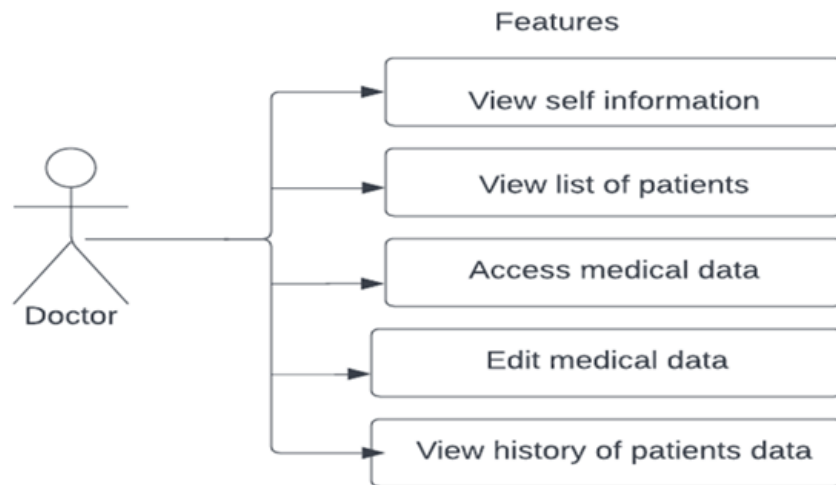 Features
View self information
View list of patients
Access medical data
Edit medical data
View history of patients data
Doctor